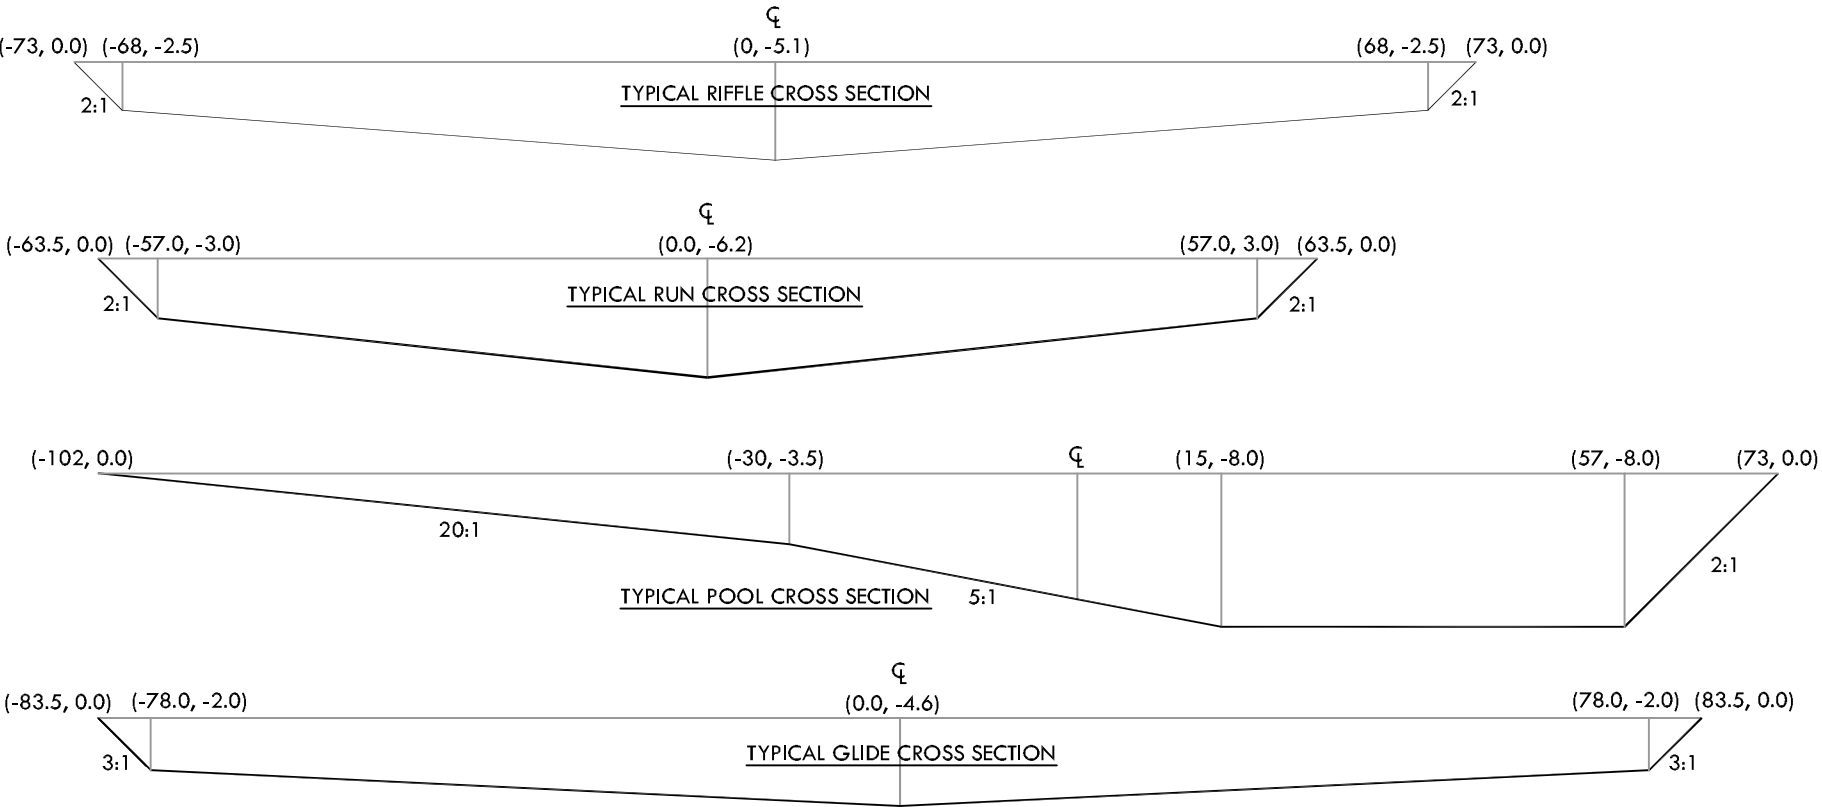 ℄
(-73, 0.0) (-68, -2.5) (0, -5.1) (68, -2.5) (73, 0.0)
TYPICAL RIFFLE CROSS SECTION
2:1 2:1
℄
(-63.5, 0.0) (-57.0, -3.0) (0.0, -6.2) (57.0, 3.0) (63.5, 0.0)
TYPICAL RUN CROSS SECTION
2:1 2:1
(-102, 0.0) (-30, -3.5) ℄ (15, -8.0) (57, -8.0) (73, 0.0)
20:1
2:1
TYPICAL POOL CROSS SECTION 5:1
℄
(-83.5, 0.0) (-78.0, -2.0) (0.0, -4.6) (78.0, -2.0) (83.5, 0.0)
TYPICAL GLIDE CROSS SECTION
3:1 3:1